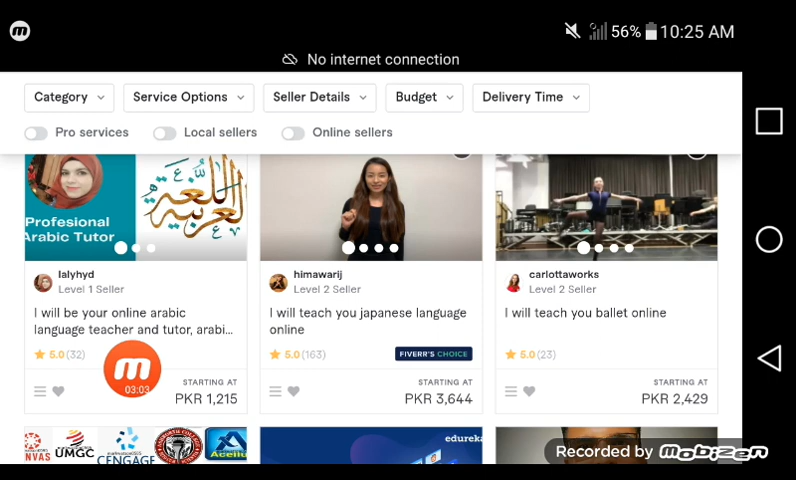 56% 10:25 AM
No internet connection
Category Service Options Seller Details Budget Delivery Time
Pro services Local sellers Online sellers
Profesional
Arabic Tutor
اللغة
العربية
lalyhyd
Level 1 Seller
I will be your online arabic
language teacher and tutor, arabi...
5.0 (32)
STARTING AT
PKR 1,215
himawarij
Level 2 Seller
I will teach you japanese language
online
5.0 (163) FIVERR'S CHOICE
STARTING AT
PKR 3,644
carlottaworks
Level 2 Seller
I will teach you ballet online
5.0 (23)
STARTING AT
PKR 2,429
m
03:03
NVAS UMGC CENGAGE Acellu
edureka
Recorded by mobizen